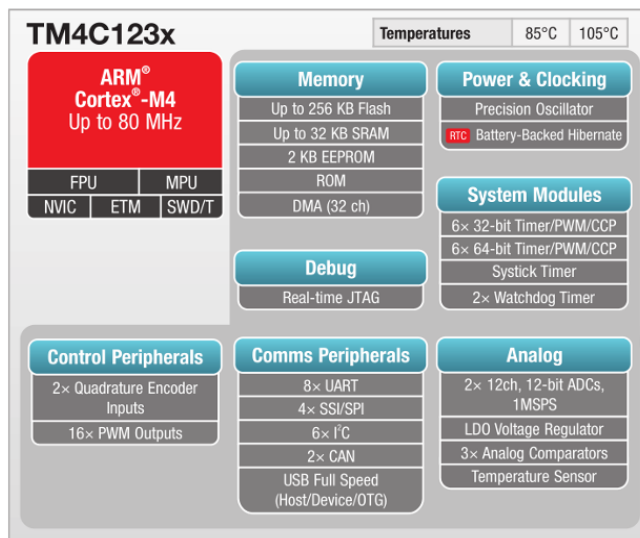 TM4C123x
Temperatures 85°C 105°C
ARM®
Cortex®-M4
Up to 80 MHz
FPU MPU
NVIC ETM SWD/T
Memory
Up to 256 KB Flash
Up to 32 KB SRAM
2 KB EEPROM
ROM
DMA (32 ch)
Power & Clocking
Precision Oscillator
RTC Battery-Backed Hibernate
System Modules
6× 32-bit Timer/PWM/CCP
6× 64-bit Timer/PWM/CCP
Systick Timer
2× Watchdog Timer
Debug
Real-time JTAG
Control Peripherals
2× Quadrature Encoder
Inputs
16× PWM Outputs
Comms Peripherals
8× UART
4× SSI/SPI
6× I²C
2× CAN
USB Full Speed
(Host/Device/OTG)
Analog
2× 12ch, 12-bit ADCs,
1MSPS
LDO Voltage Regulator
3× Analog Comparators
Temperature Sensor